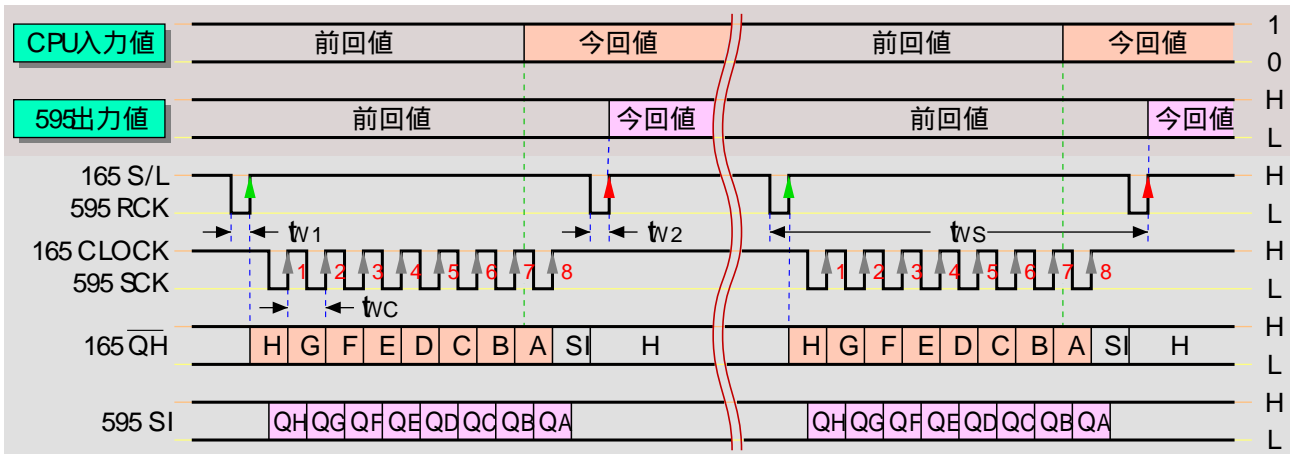 CPU入力値 前回値 今回値 前回値 今回値 1
0
595出力値 前回値 今回値 前回値 今回値 H
L
165 S/L H
595 RCK L
tW1 tW2 tWS
165 CLOCK 1 2 3 4 5 6 7 8 1 2 3 4 5 6 7 8 H
595 SCK L
tWC
165 QH H G F E D C B A SI H H G F E D C B A SI H H
L
595 SI QH QG QF QE QD QC QB QA QH QG QF QE QD QC QB QA H
L